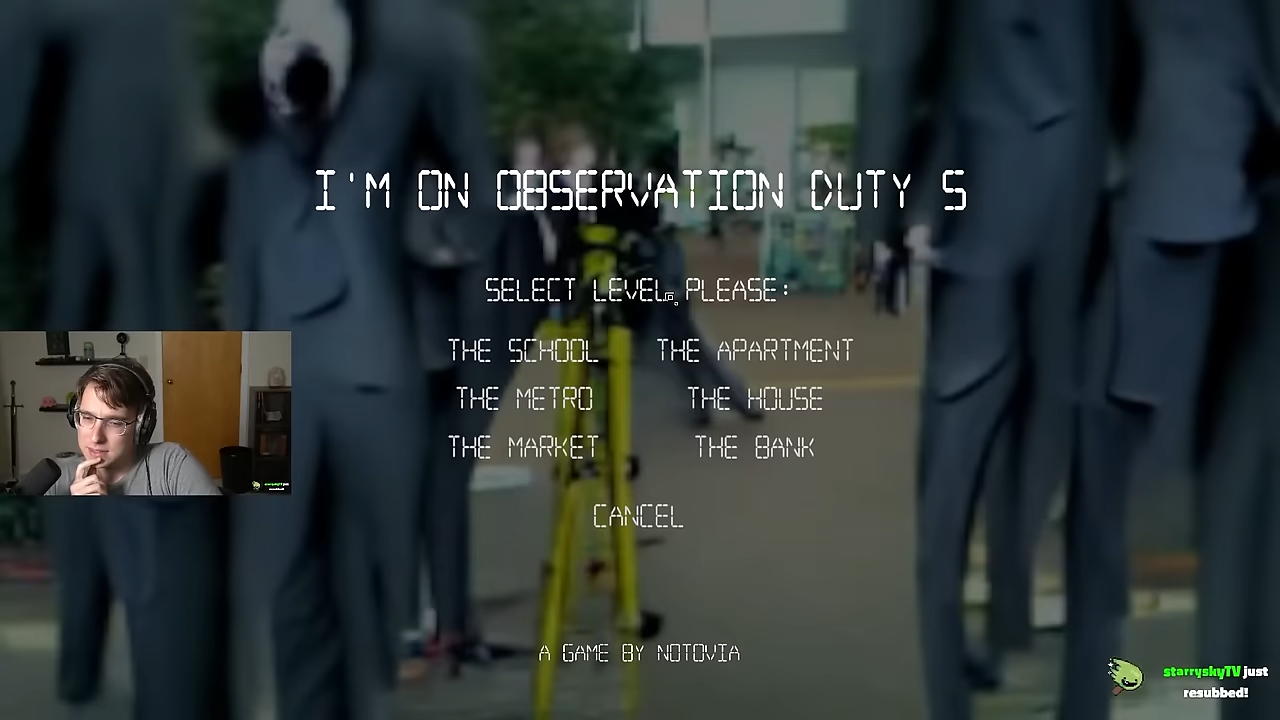 I'M ON OBSERVATION DUTY 5
SELECT LEVEL PLEASE:
THE SCHOOL THE APARTMENT
THE METRO THE HOUSE
THE MARKET THE BANK
CANCEL
A GAME BY NOTOVIA
starryskyTV just
resubbed!